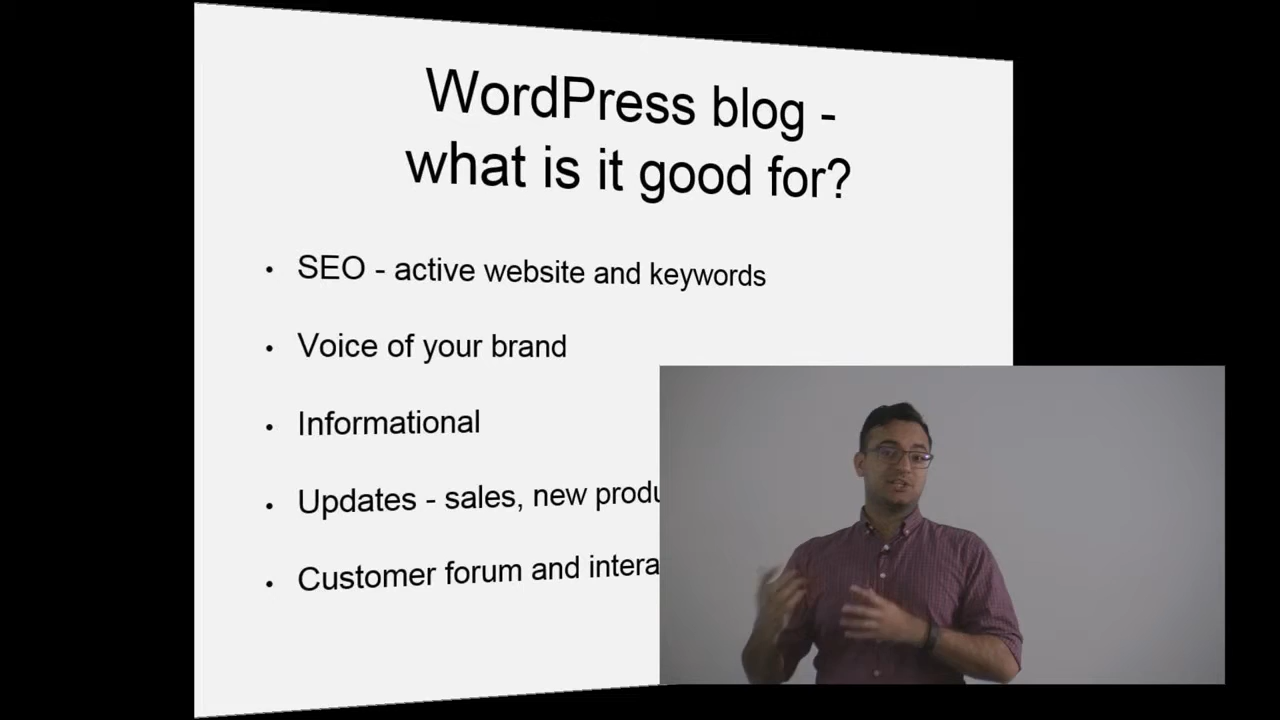 WordPress blog -
what is it good for?
• SEO - active website and keywords
• Voice of your brand
• Informational
• Updates - sales, new
• Customer forum and